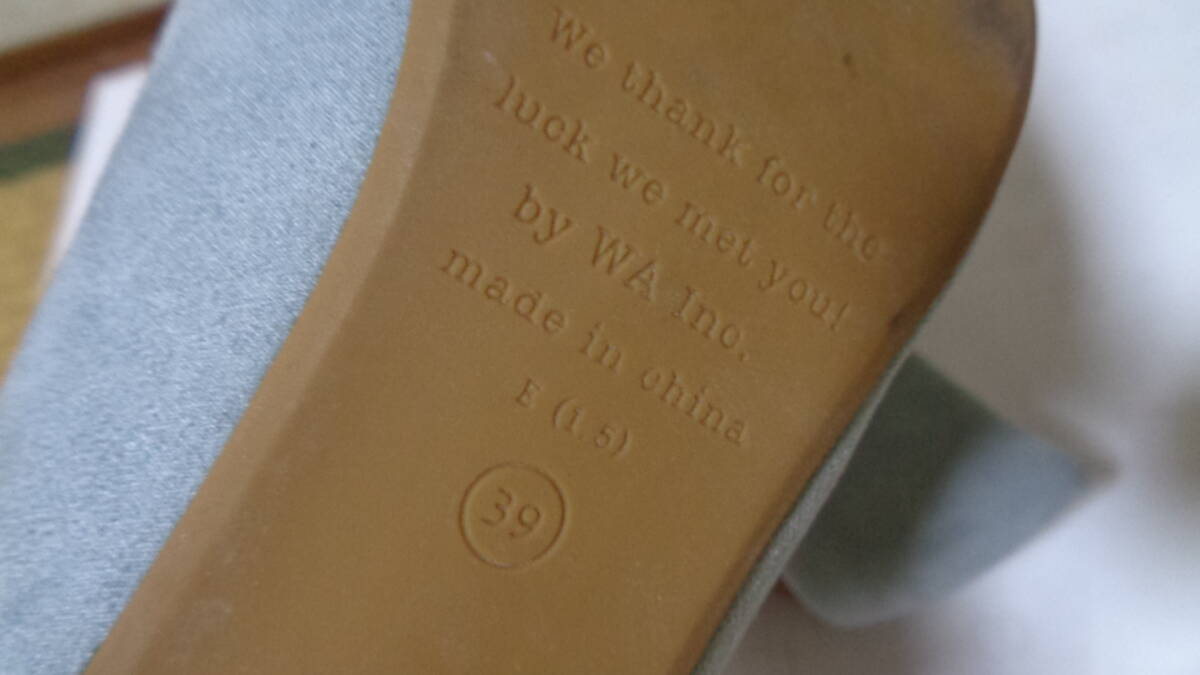 We thank for the
luck we met you!
by WA Inc.
made in china
E (1.5)
39